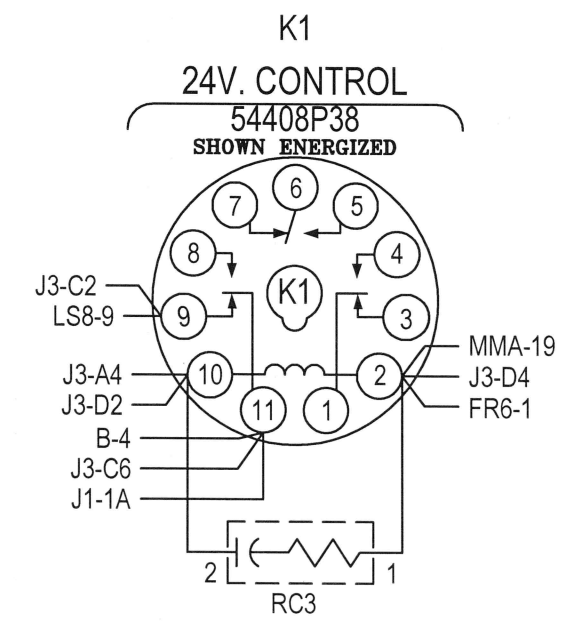 K1
24V. CONTROL
54408P38
SHOWN ENERGIZED
6
7
5
8
4
J3-C2
K1
LS8-9
9
3
MMA-19
J3-A4
10
2
J3-D4
J3-D2
11
1
FR6-1
B-4
J3-C6
J1-1A
2
1
RC3